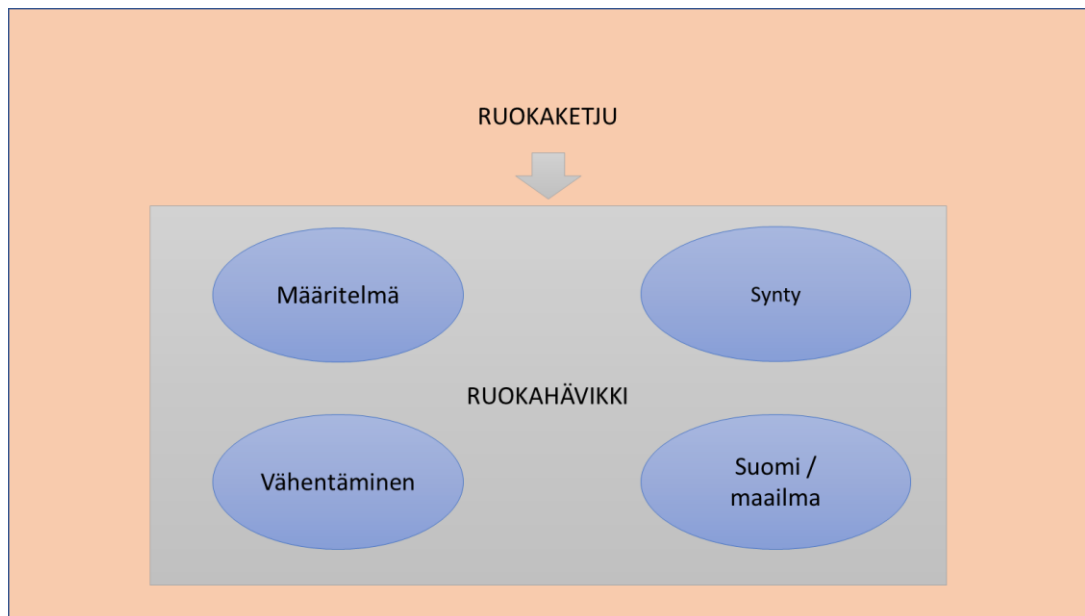 RUOKAKETJU
Määritelmä
Synty
RUOKAHÄVIKKI
Vähentäminen
Suomi /
maailma